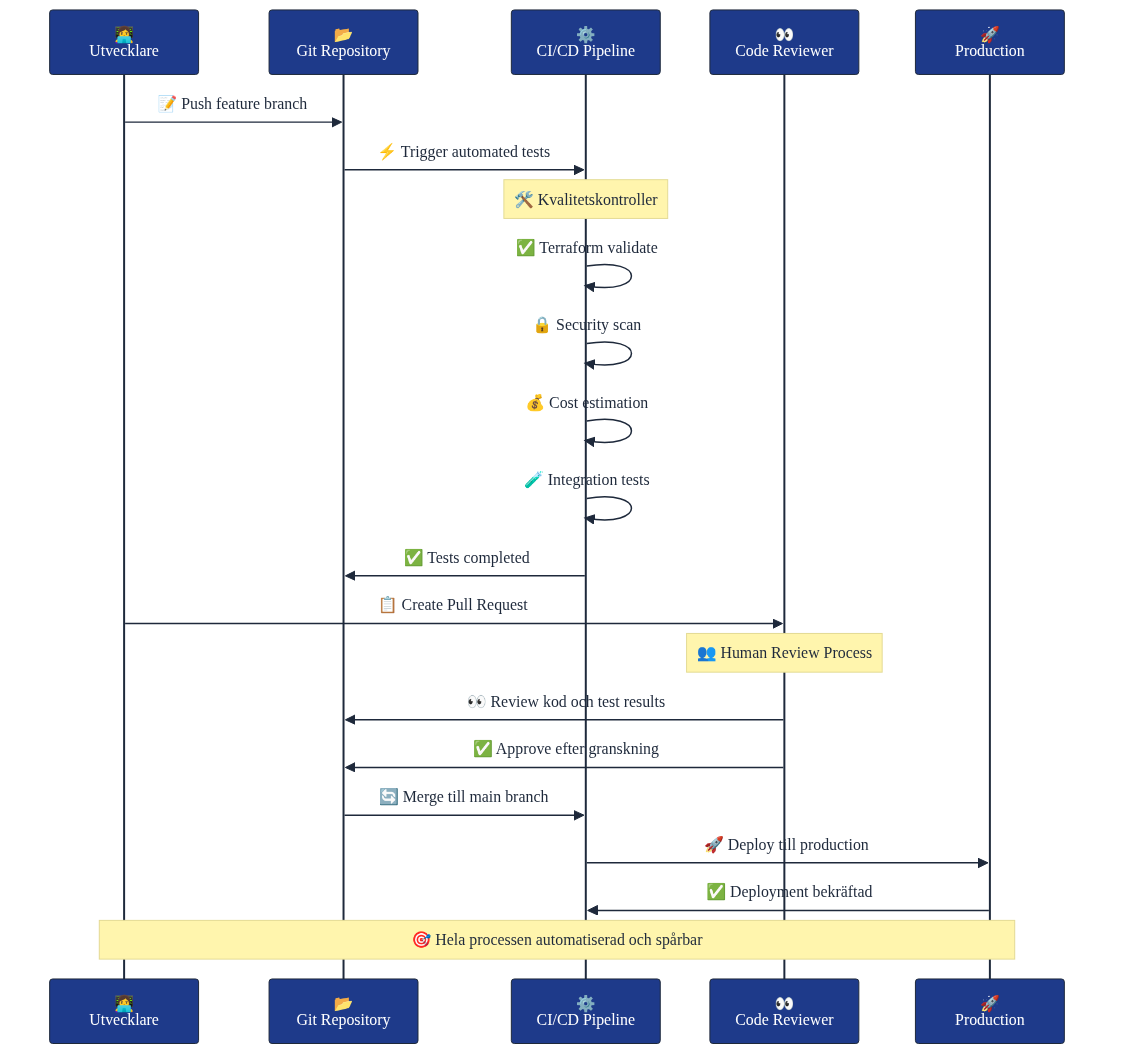 👩‍💻
Utvecklare
📂
Git Repository
⚙️
CI/CD Pipeline
👀
Code Reviewer
🚀
Production
📝 Push feature branch
⚡ Trigger automated tests
🛠️ Kvalitetskontroller
✅ Terraform validate
🔒 Security scan
💰 Cost estimation
🧪 Integration tests
✅ Tests completed
📋 Create Pull Request
👥 Human Review Process
👀 Review kod och test results
✅ Approve efter granskning
🔄 Merge till main branch
🚀 Deploy till production
✅ Deployment bekräftad
🎯 Hela processen automatiserad och spårbar
👩‍💻
Utvecklare
📂
Git Repository
⚙️
CI/CD Pipeline
👀
Code Reviewer
🚀
Production